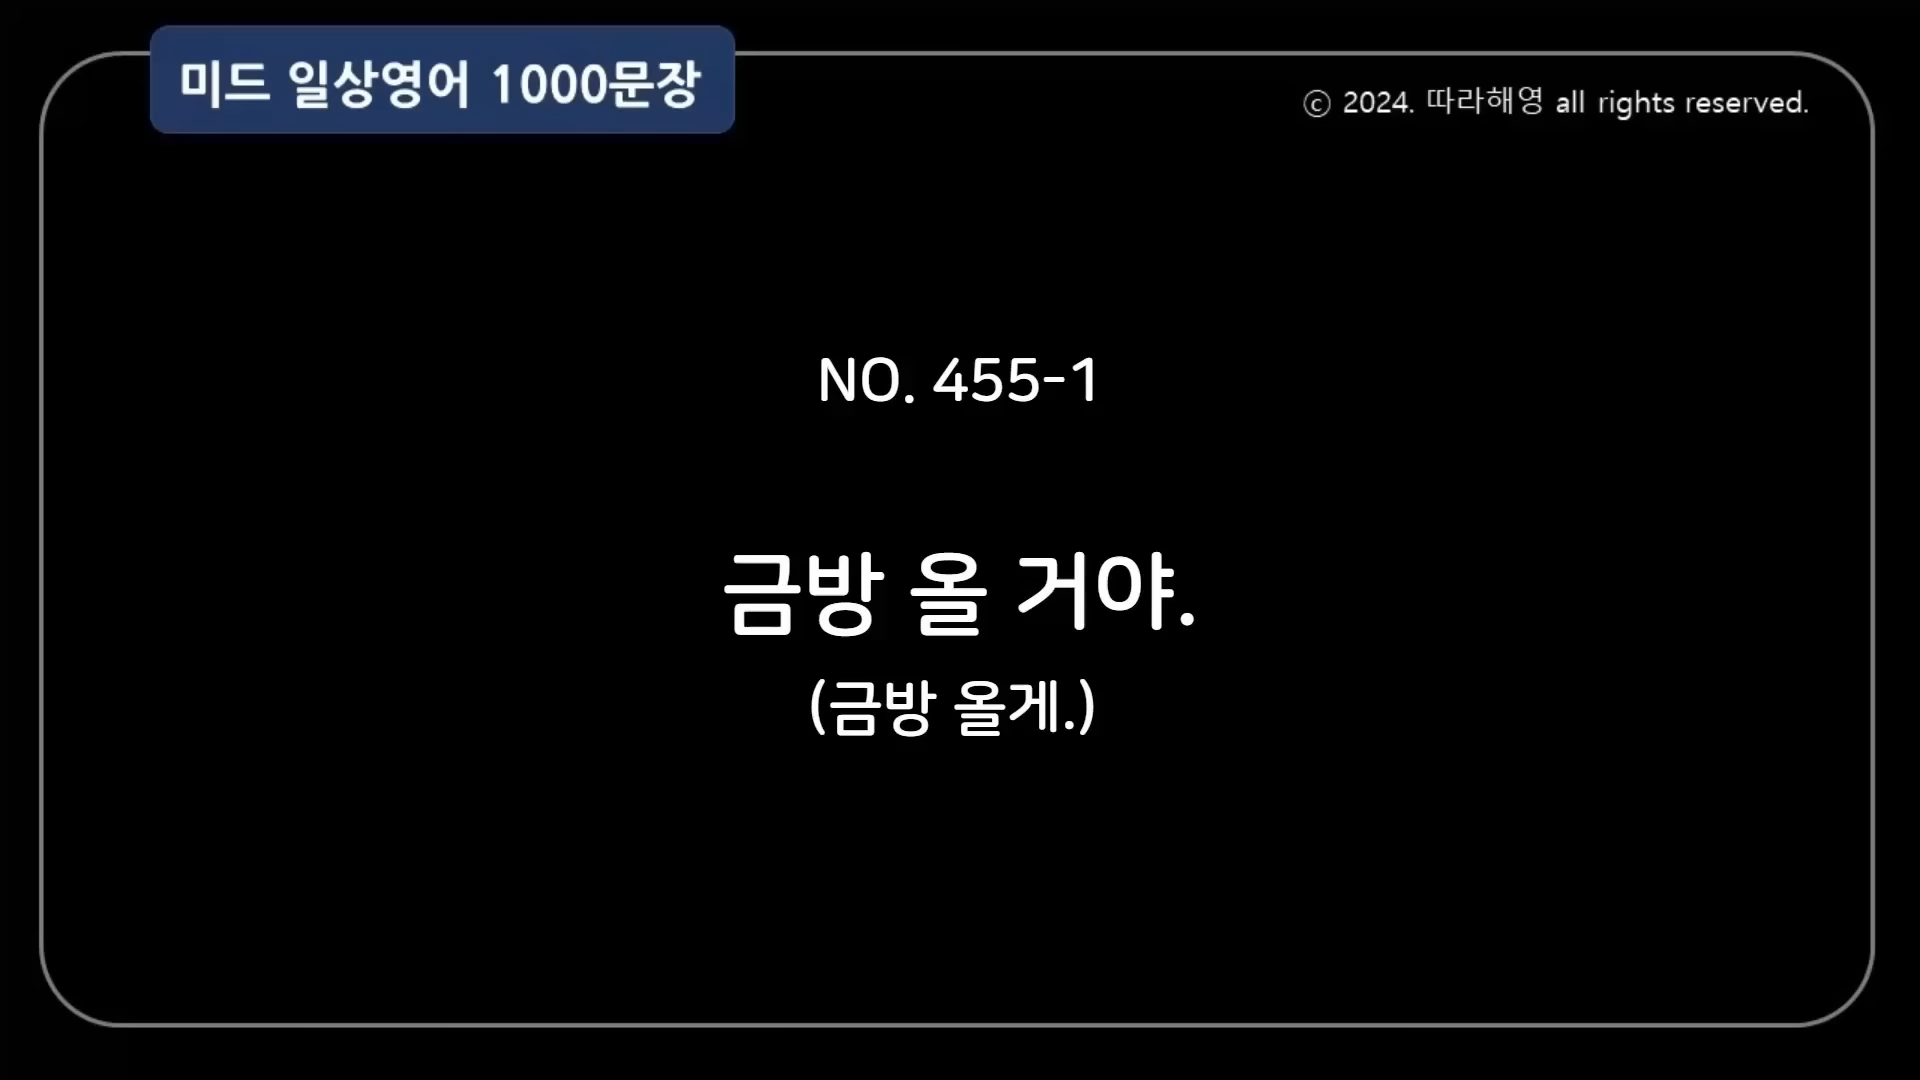 미드 일상영어 1000문장
ⓒ 2024. 따라해영 all rights reserved.
NO. 455-1
금방 올 거야.
(금방 올게.)